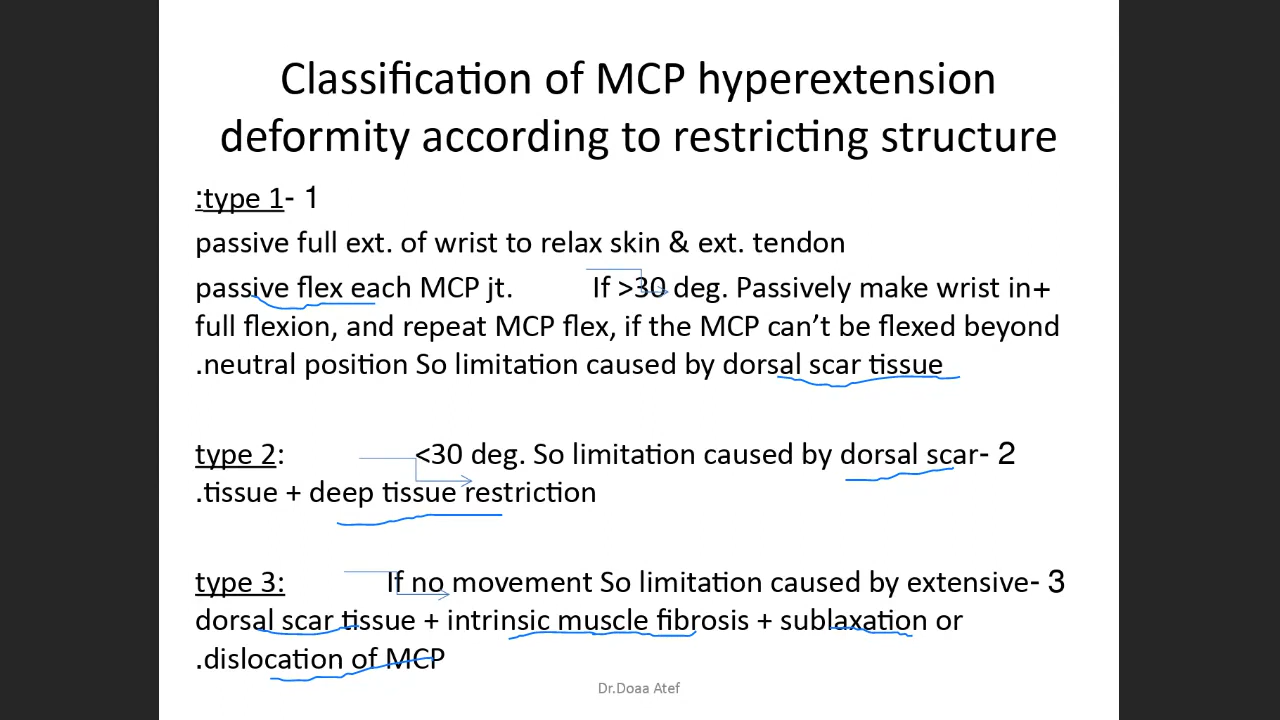 Classification of MCP hyperextension
deformity according to restricting structure
:type 1- 1
passive full ext. of wrist to relax skin & ext. tendon
passive flex each MCP jt. If >30 deg. Passively make wrist in+
full flexion, and repeat MCP flex, if the MCP can’t be flexed beyond
.neutral position So limitation caused by dorsal scar tissue
type 2: <30 deg. So limitation caused by dorsal scar- 2
.tissue + deep tissue restriction
type 3: If no movement So limitation caused by extensive- 3
dorsal scar tissue + intrinsic muscle fibrosis + sublaxation or
.dislocation of MCP
Dr.Doaa Atef